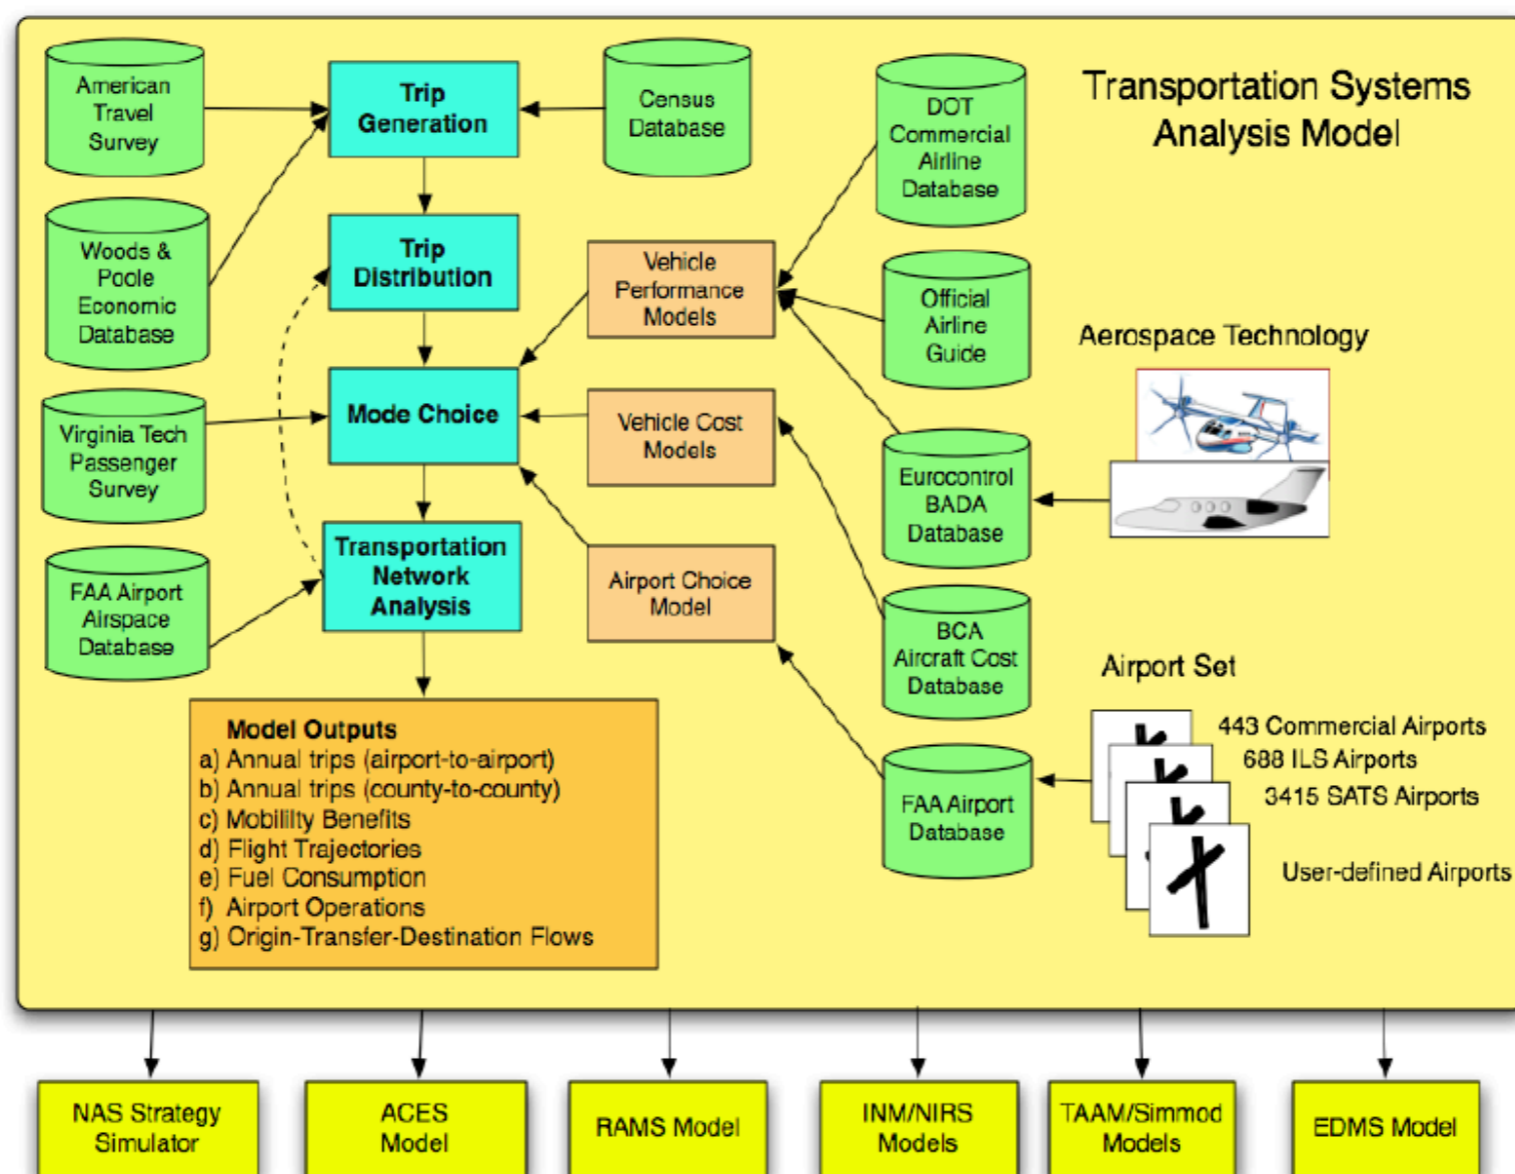 Transportation Systems
Analysis Model
American
Travel
Survey
Trip
Generation
Census
Database
DOT
Commercial
Airline
Database
Woods &
Poole
Economic
Database
Trip
Distribution
Vehicle
Performance
Models
Official
Airline
Guide
Aerospace Technology
Virginia Tech
Passenger
Survey
Mode Choice
Vehicle Cost
Models
Eurocontrol
BADA
Database
FAA Airport
Airspace
Database
Transportation
Network
Analysis
Airport Choice
Model
BCA
Aircraft Cost
Database
Airport Set
443 Commercial Airports
688 ILS Airports
3415 SATS Airports
User-defined Airports
FAA Airport
Database
Model Outputs
a) Annual trips (airport-to-airport)
b) Annual trips (county-to-county)
c) Mobililty Benefits
d) Flight Trajectories
e) Fuel Consumption
f) Airport Operations
g) Origin-Transfer-Destination Flows
NAS Strategy
Simulator
ACES
Model
RAMS Model
INM/NIRS
Models
TAAM/Simmod
Models
EDMS Model